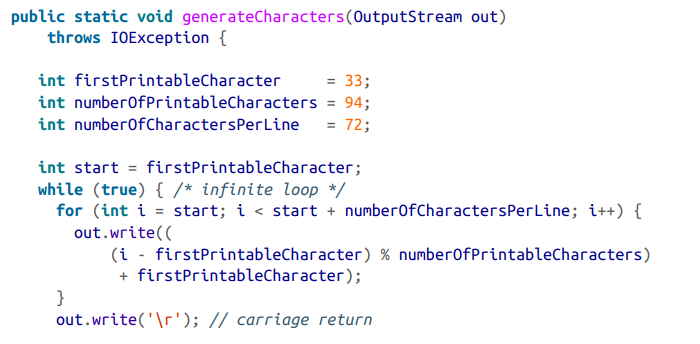 public static void generateCharacters(OutputStream out)
    throws IOException {

   int firstPrintableCharacter     = 33;
   int numberOfPrintableCharacters = 94;
   int numberOfCharactersPerLine   = 72;

   int start = firstPrintableCharacter;
   while (true) { /* infinite loop */
     for (int i = start; i < start + numberOfCharactersPerLine; i++) {
       out.write((
           (i - firstPrintableCharacter) % numberOfPrintableCharacters)
            + firstPrintableCharacter);
     }
     out.write('\r'); // carriage return